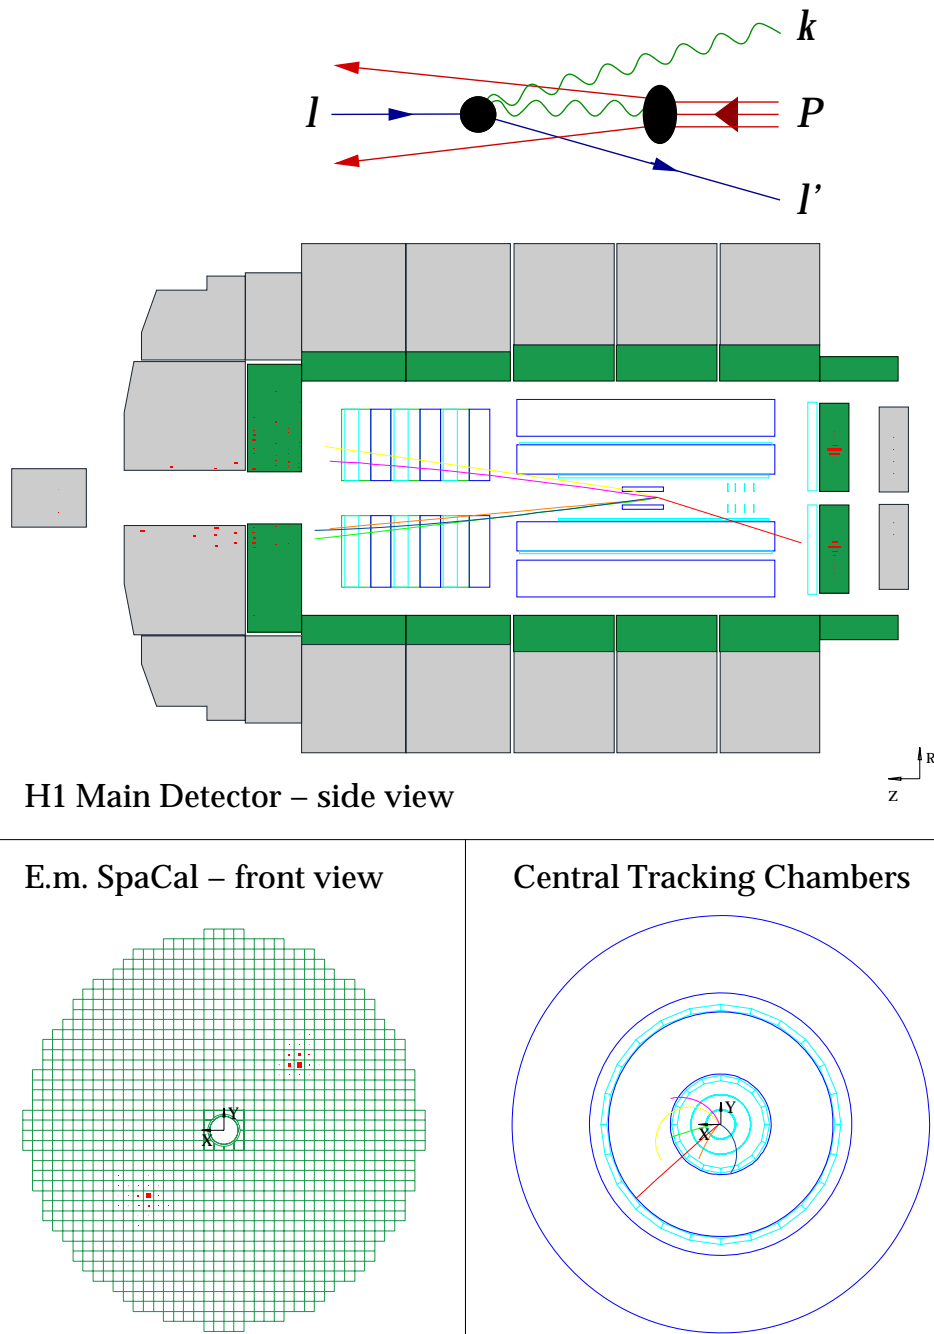 k
l
P
l’
R
Z
H1 Main Detector – side view
E.m. SpaCal – front view
Central Tracking Chambers
Y
X
Y
X